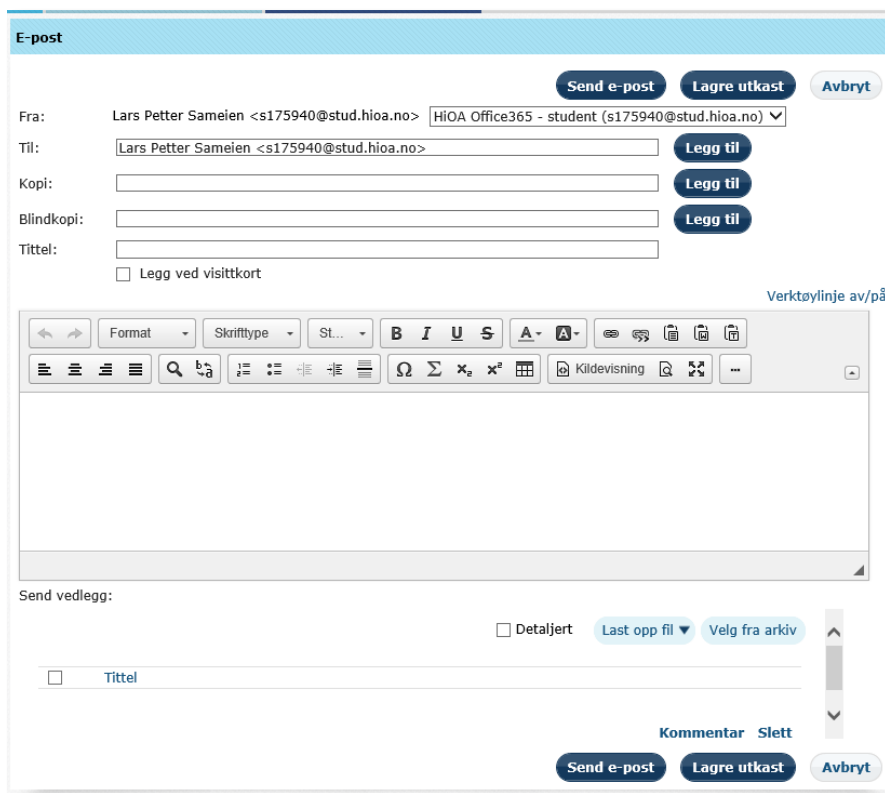 E-post
Send e-post Lagre utkast Avbryt
Fra: Lars Petter Sameien <s175940@stud.hioa.no> HiOA Office365 - student (s175940@stud.hioa.no)
Til: Lars Petter Sameien <s175940@stud.hioa.no> Legg til
Kopi: Legg til
Blindkopi: Legg til
Tittel:
Legg ved visittkort
Verktøylinje av/på
Format Skrifttype St... B I U S A A
Ω Σ x₂ x² Kildevisning
Send vedlegg:
Detaljert Last opp fil Velg fra arkiv
Tittel
Kommentar Slett
Send e-post Lagre utkast Avbryt